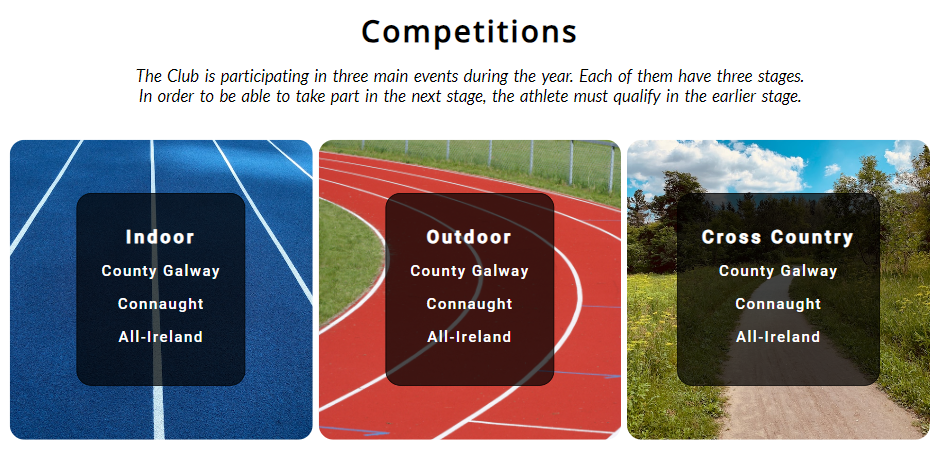 Competitions
The Club is participating in three main events during the year. Each of them have three stages.
In order to be able to take part in the next stage, the athlete must qualify in the earlier stage.
Indoor
County Galway
Connaught
All-Ireland
Outdoor
County Galway
Connaught
All-Ireland
Cross Country
County Galway
Connaught
All-Ireland